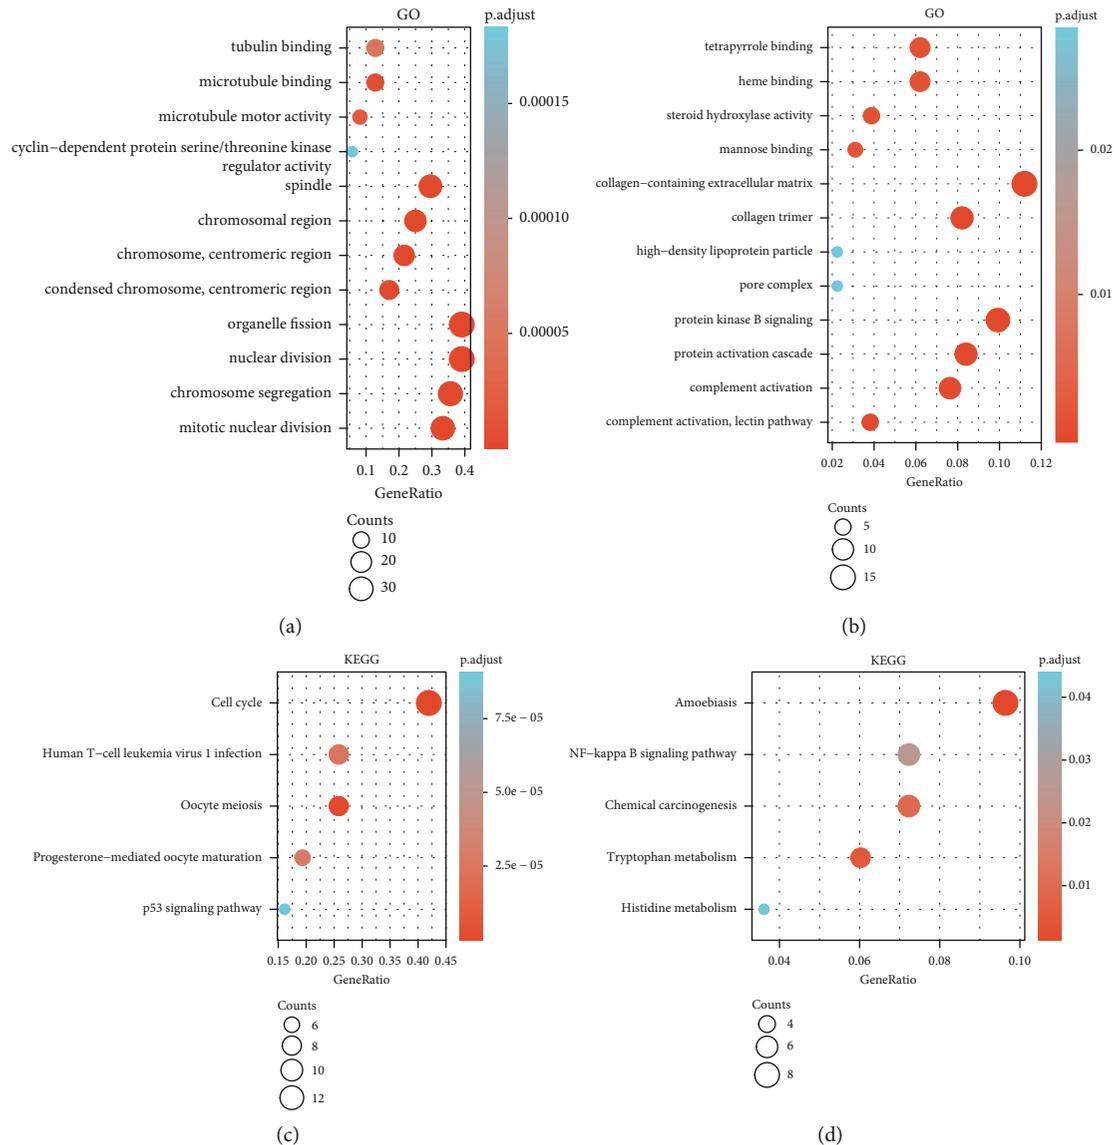 GO
p.adjust
tubulin binding
microtubule binding
microtubule motor activity
cyclin−dependent protein serine/threonine kinase
regulator activity
spindle
chromosomal region
chromosome, centromeric region
condensed chromosome, centromeric region
organelle fission
nuclear division
chromosome segregation
mitotic nuclear division
0.00015
0.00010
0.00005
0.1 0.2 0.3 0.4
GeneRatio
Counts
10
20
30
(a)
GO
p.adjust
tetrapyrrole binding
heme binding
steroid hydroxylase activity
mannose binding
collagen−containing extracellular matrix
collagen trimer
high−density lipoprotein particle
pore complex
protein kinase B signaling
protein activation cascade
complement activation
complement activation, lectin pathway
0.02
0.01
0.02 0.04 0.06 0.08 0.10 0.12
GeneRatio
Counts
5
10
15
(b)
KEGG
p.adjust
Cell cycle
Human T−cell leukemia virus 1 infection
Oocyte meiosis
Progesterone−mediated oocyte maturation
p53 signaling pathway
7.5e − 05
5.0e − 05
2.5e − 05
0.15 0.20 0.25 0.30 0.35 0.40 0.45
GeneRatio
Counts
6
8
10
12
(c)
KEGG
p.adjust
Amoebiasis
NF−kappa B signaling pathway
Chemical carcinogenesis
Tryptophan metabolism
Histidine metabolism
0.04
0.03
0.02
0.01
0.04 0.06 0.08 0.10
GeneRatio
Counts
4
6
8
(d)